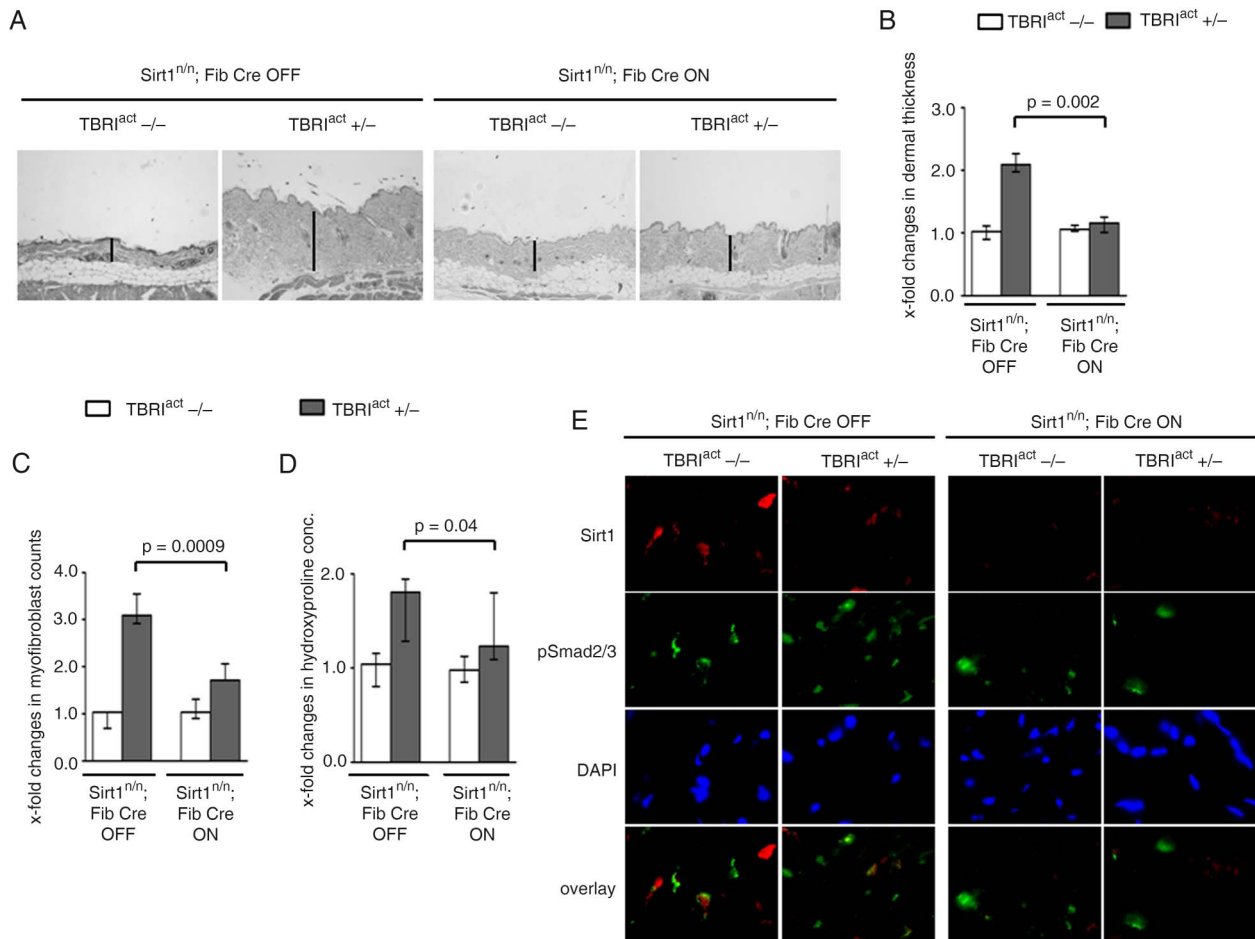 A
Sirt1n/n; Fib Cre OFF
Sirt1n/n; Fib Cre ON
TBRIact –/–
TBRIact +/–
TBRIact –/–
TBRIact +/–
B
TBRIact –/–
TBRIact +/–
x-fold changes in dermal thickness
3.0
2.0
1.0
0.0
p = 0.002
Sirt1n/n;
Fib Cre
OFF
Sirt1n/n;
Fib Cre
ON
TBRIact –/–
TBRIact +/–
C
x-fold changes in myofibroblast counts
4.0
3.0
2.0
1.0
0.0
p = 0.0009
Sirt1n/n;
Fib Cre
OFF
Sirt1n/n;
Fib Cre
ON
D
x-fold changes in hydroxyproline conc.
2.0
1.0
0.0
p = 0.04
Sirt1n/n;
Fib Cre
OFF
Sirt1n/n;
Fib Cre
ON
E
Sirt1n/n; Fib Cre OFF
Sirt1n/n; Fib Cre ON
TBRIact –/–
TBRIact +/–
TBRIact –/–
TBRIact +/–
Sirt1
pSmad2/3
DAPI
overlay